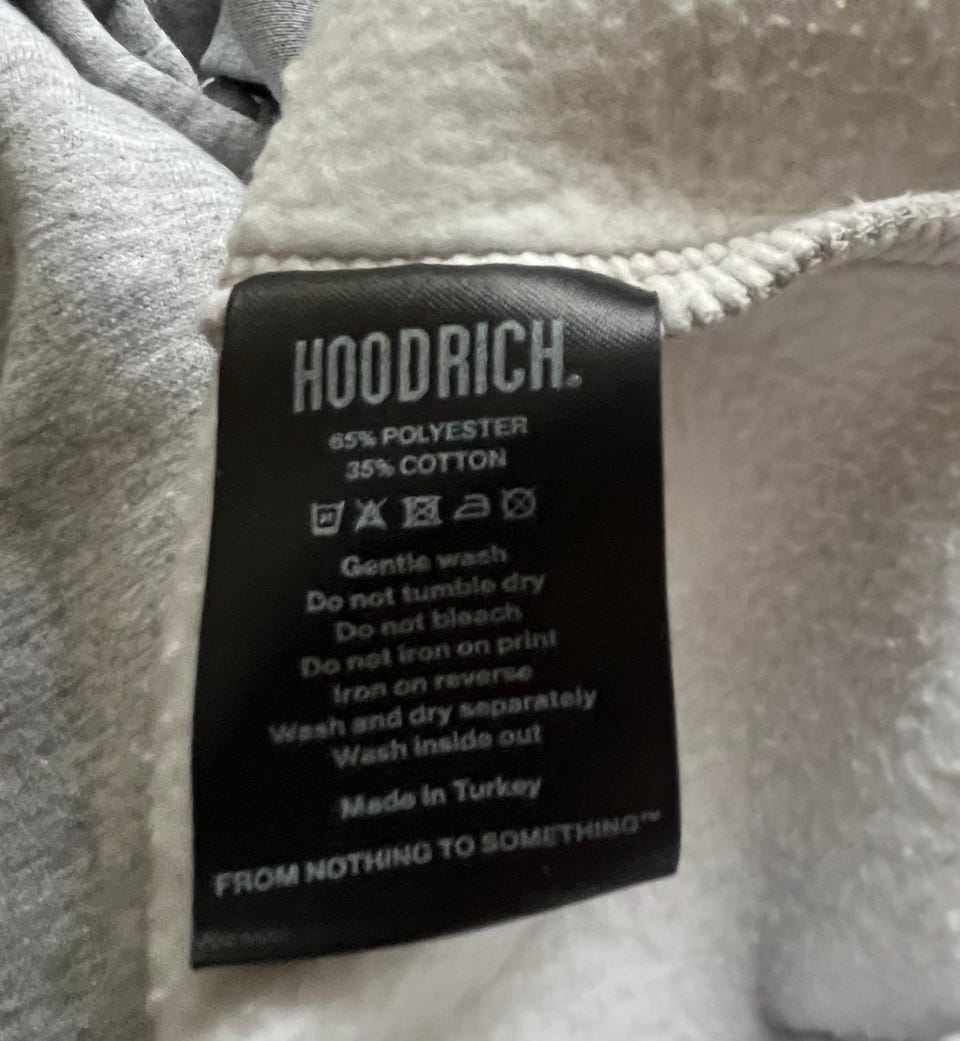 HOODRICH.
65% POLYESTER
35% COTTON
Gentle wash
Do not tumble dry
Do not bleach
Do not iron on print
Iron on reverse
Wash and dry separately
Wash inside out
Made in Turkey
FROM NOTHING TO SOMETHING™